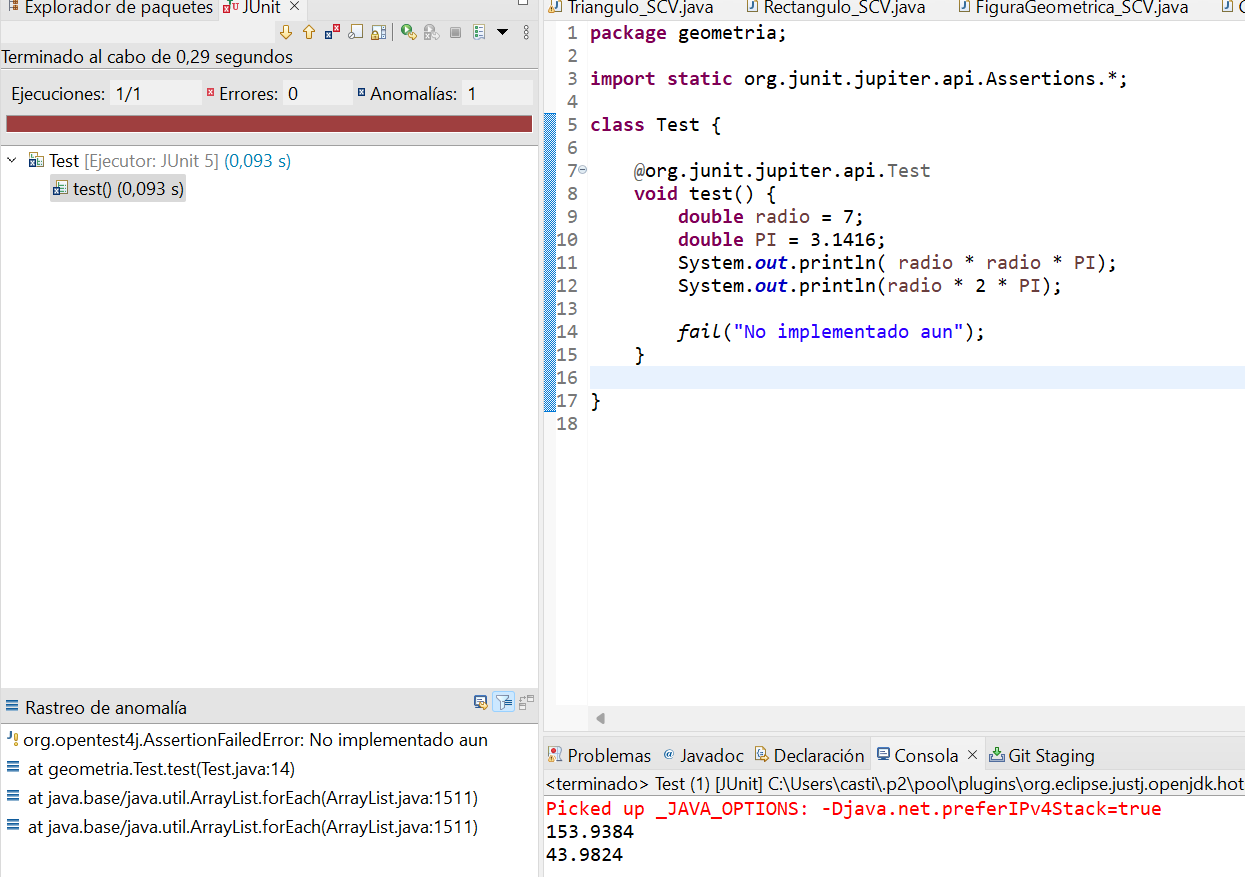 Explorador de paquetes JUnit
Terminado al cabo de 0,29 segundos
Ejecuciones: 1/1 Errores: 0 Anomalías: 1
Test [Ejecutor: JUnit 5] (0,093 s)
test() (0,093 s)
Rastreo de anomalía
org.opentest4j.AssertionFailedError: No implementado aun
at geometria.Test.test(Test.java:14)
at java.base/java.util.ArrayList.forEach(ArrayList.java:1511)
at java.base/java.util.ArrayList.forEach(ArrayList.java:1511)
Triangulo_SCV.java Rectangulo_SCV.java FiguraGeometrica_SCV.java
1 package geometria;
2
3 import static org.junit.jupiter.api.Assertions.*;
4
5 class Test {
6
7 @org.junit.jupiter.api.Test
8 void test() {
9 double radio = 7;
10 double PI = 3.1416;
11 System.out.println( radio * radio * PI);
12 System.out.println(radio * 2 * PI);
13
14 fail("No implementado aun");
15 }
16
17 }
18
Problemas Javadoc Declaración Consola Git Staging
<terminado> Test (1) [JUnit] C:\Users\casti\.p2\pool\plugins\org.eclipse.justj.openjdk.hot
Picked up _JAVA_OPTIONS: -Djava.net.preferIPv4Stack=true
153.9384
43.9824